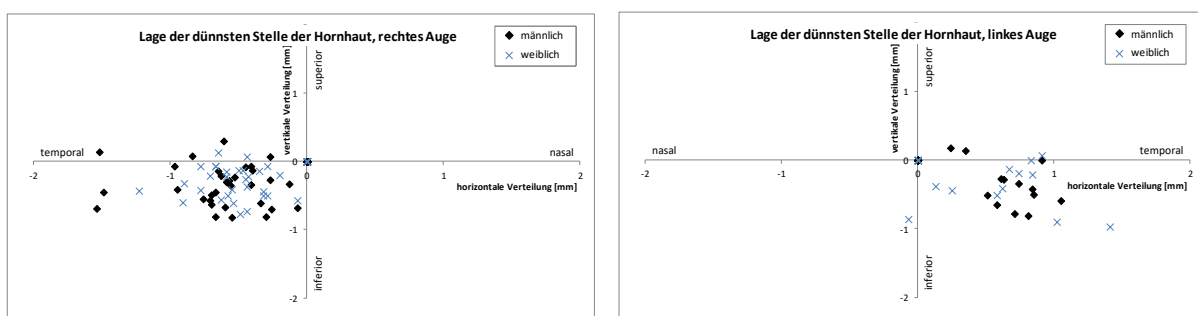 Lage der dünnsten Stelle der Hornhaut, rechtes Auge
männlich
weiblich
vertikale Verteilung [mm]
superior
temporal
nasal
horizontale Verteilung [mm]
inferior
-2
-1
0
1
2
1
0
-1
-2
Lage der dünnsten Stelle der Hornhaut, linkes Auge
männlich
weiblich
vertikale Verteilung [mm]
superior
nasal
temporal
horizontale Verteilung [mm]
inferior
-2
-1
0
1
2
1
0
-1
-2